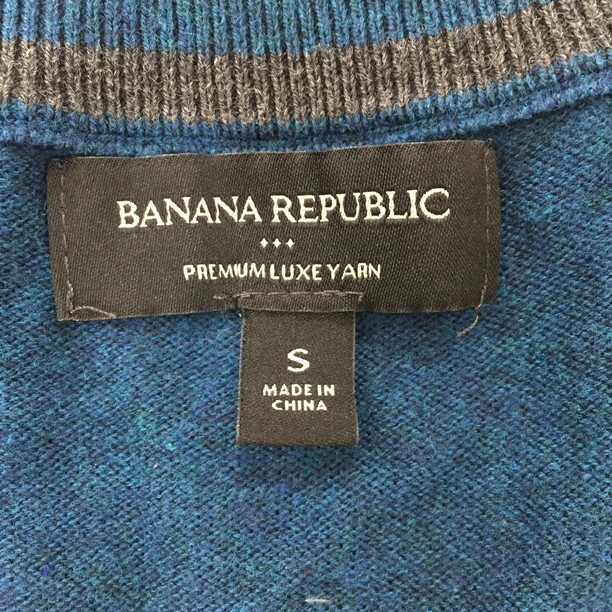 BANANA REPUBLIC
PREMIUM LUXE YARN
S
MADE IN
CHINA